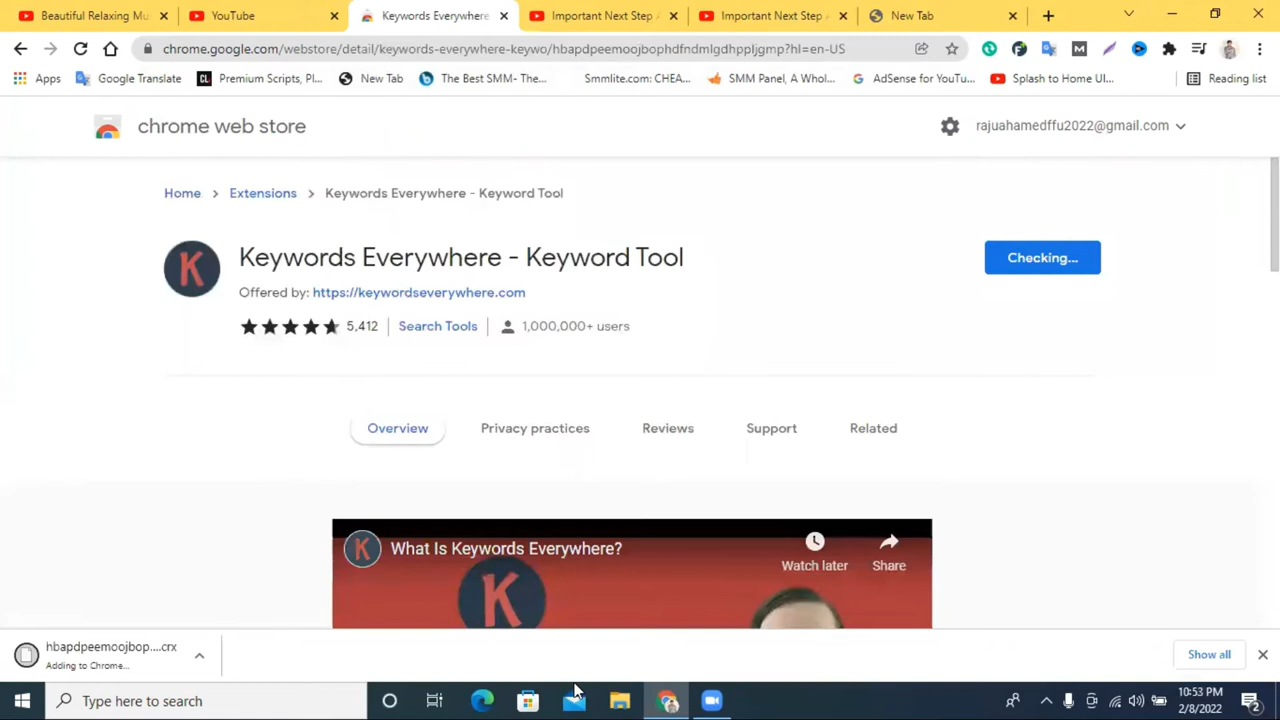 Beautiful Relaxing Mu
YouTube
Keywords Everywhere
Important Next Step
Important Next Step
New Tab
chrome.google.com/webstore/detail/keywords-everywhere-keywo/hbapdpeemoojbophdfndmlgdhppljgmp?hl=en-US
Apps
Google Translate
Premium Scripts, Pl...
New Tab
The Best SMM- The...
Smmlite.com: CHEA...
SMM Panel, A Whol...
AdSense for YouTu...
Splash to Home UI...
Reading list
chrome web store
rajuahamedffu2022@gmail.com
Home > Extensions > Keywords Everywhere - Keyword Tool
K
Keywords Everywhere - Keyword Tool
Checking...
Offered by: https://keywordseverywhere.com
5,412
Search Tools
1,000,000+ users
Overview
Privacy practices
Reviews
Support
Related
K
What Is Keywords Everywhere?
Watch later
Share
K
hbapdpeemoojbop....crx
Adding to Chrome...
Show all
Type here to search
10:53 PM
2/8/2022
2